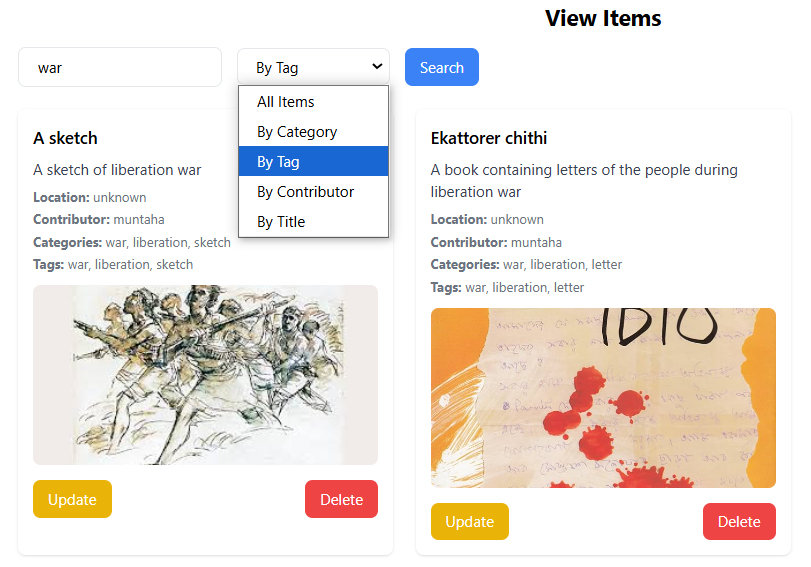 View Items
war
By Tag
Search
All Items
By Category
By Tag
By Contributor
By Title
A sketch
A sketch of liberation war
Location: unknown
Contributor: muntaha
Categories: war, liberation, sketch
Tags: war, liberation, sketch
Update
Delete
Ekattorer chithi
A book containing letters of the people during
liberation war
Location: unknown
Contributor: muntaha
Categories: war, liberation, letter
Tags: war, liberation, letter
Update
Delete